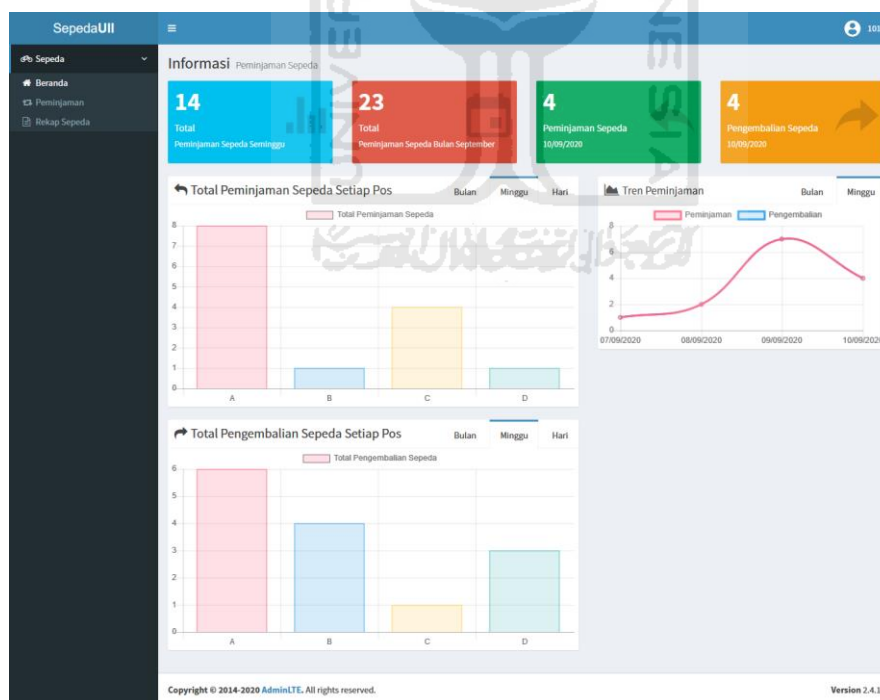 SepedaUII
101
Sepeda
Beranda
Peminjaman
Rekap Sepeda
Informasi Peminjaman Sepeda
14
Total
Peminjaman Sepeda Seminggu
23
Total
Peminjaman Sepeda Bulan September
4
Peminjaman Sepeda
10/09/2020
4
Pengembalian Sepeda
10/09/2020
Total Peminjaman Sepeda Setiap Pos
Bulan Minggu Hari
Total Peminjaman Sepeda
8
7
6
5
4
3
2
1
0
A B C D
Tren Peminjaman
Bulan Minggu
Peminjaman Pengembalian
8
6
4
2
0
07/09/2020 08/09/2020 09/09/2020 10/09/2020
Total Pengembalian Sepeda Setiap Pos
Bulan Minggu Hari
Total Pengembalian Sepeda
6
5
4
3
2
1
0
A B C D
Copyright © 2014-2020 AdminLTE. All rights reserved.
Version 2.4.1